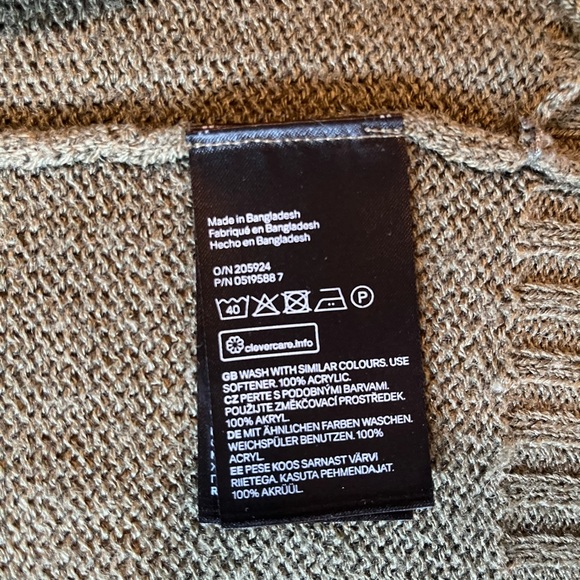 Made in Bangladesh
Fabriqué en Bangladesh
Hecho en Bangladesh
O/N 205924
P/N 0519588 7
40 P
clevercare.info
GB WASH WITH SIMILAR COLOURS. USE
SOFTENER. 100% ACRYLIC.
CZ PERTE S PODOBNÝMI BARVAMI.
POUŽIJTE ZMĚKČOVACÍ PROSTŘEDEK.
100% AKRYL.
DE MIT ÄHNLICHEN FARBEN WASCHEN.
WEICHSPÜLER BENUTZEN. 100%
ACRYL.
EE PESE KOOS SARNAST VÄRVI
RIIETEGA. KASUTA PEHMENDAJAT.
100% AKRÜÜL.